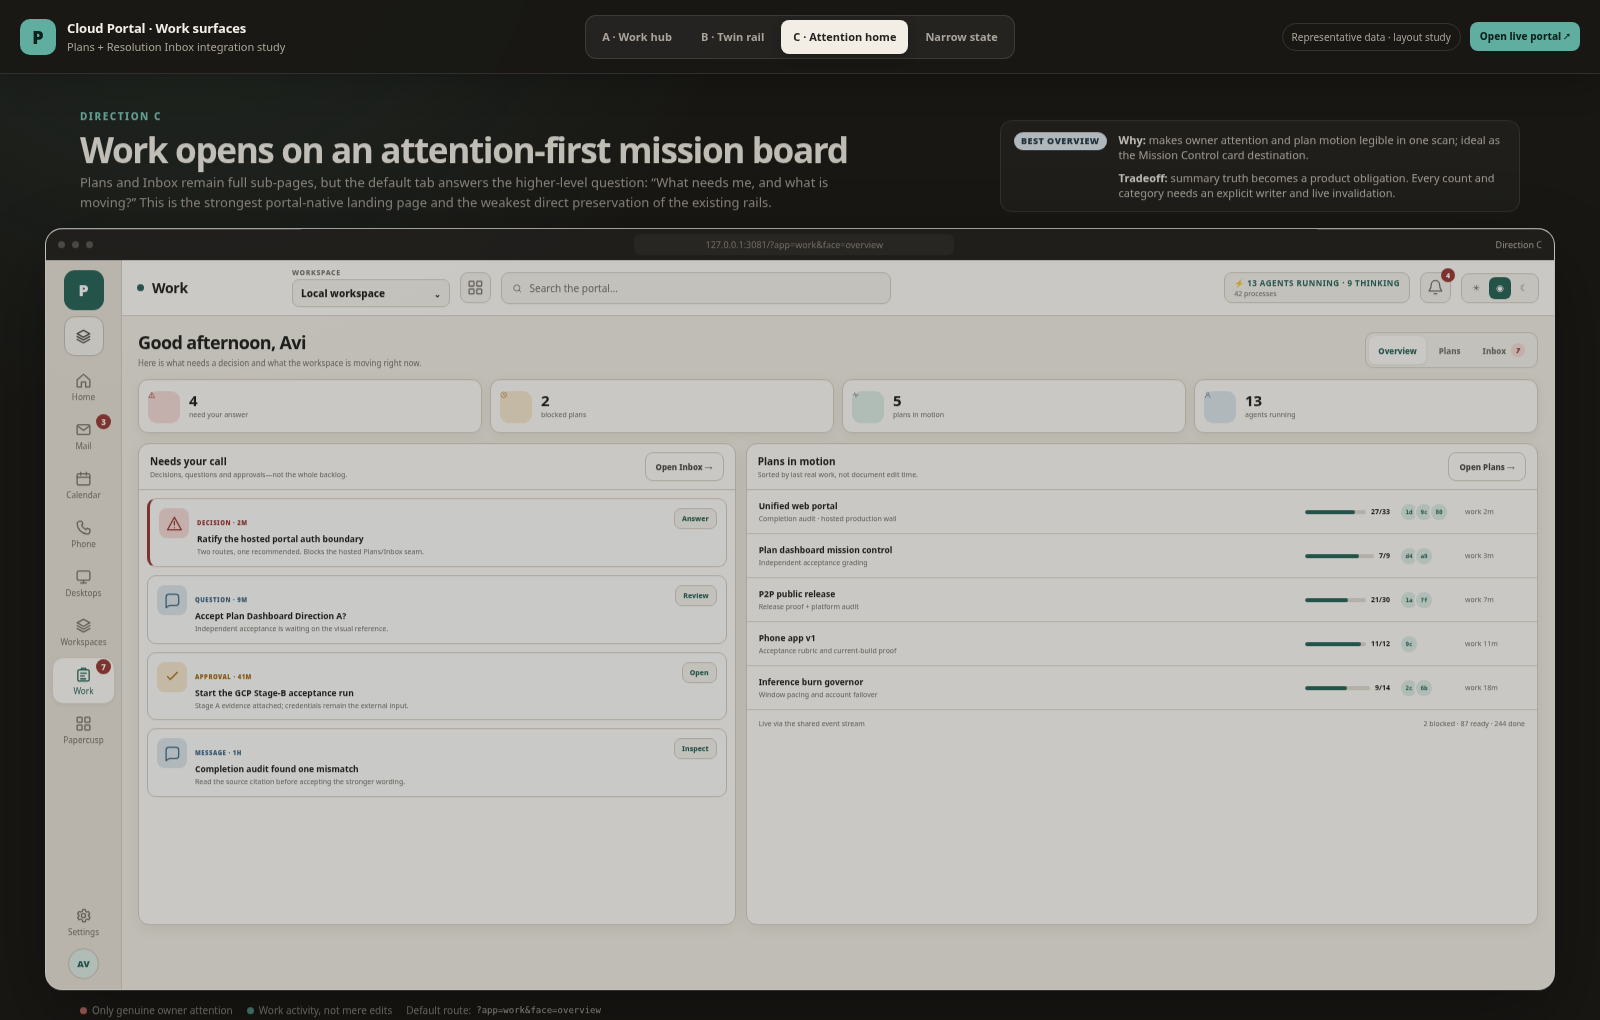 P
Cloud Portal · Work surfaces
Plans + Resolution Inbox integration study
A · Work hub
B · Twin rail
C · Attention home
Narrow state
Representative data · layout study
Open live portal ↗
DIRECTION C
Work opens on an attention-first mission board
Plans and Inbox remain full sub-pages, but the default tab answers the higher-level question: “What needs me, and what is
moving?” This is the strongest portal-native landing page and the weakest direct preservation of the existing rails.
BEST OVERVIEW
Why: makes owner attention and plan motion legible in one scan; ideal as
the Mission Control card destination.
Tradeoff: summary truth becomes a product obligation. Every count and
category needs an explicit writer and live invalidation.
127.0.0.1:3081/?app=work&face=overview
Direction C
P
Home
Mail
3
Calendar
Phone
Desktops
Workspaces
Work
7
Papercusp
Settings
AV
Work
WORKSPACE
Local workspace
Search the portal...
⚡ 13 AGENTS RUNNING · 9 THINKING
42 processes
4
Good afternoon, Avi
Here is what needs a decision and what the workspace is moving right now.
Overview
Plans
Inbox
7
4
need your answer
2
blocked plans
5
plans in motion
13
agents running
Needs your call
Decisions, questions and approvals—not the whole backlog.
Open Inbox →
DECISION · 2M
Ratify the hosted portal auth boundary
Two routes, one recommended. Blocks the hosted Plans/Inbox seam.
Answer
QUESTION · 9M
Accept Plan Dashboard Direction A?
Independent acceptance is waiting on the visual reference.
Review
APPROVAL · 41M
Start the GCP Stage-B acceptance run
Stage A evidence attached; credentials remain the external input.
Open
MESSAGE · 1H
Completion audit found one mismatch
Read the source citation before accepting the stronger wording.
Inspect
Plans in motion
Sorted by last real work, not document edit time.
Open Plans →
Unified web portal
Completion audit · hosted production wall
27/33
1d 9c 80
work 2m
Plan dashboard mission control
Independent acceptance grading
7/9
d4 a9
work 3m
P2P public release
Release proof + platform audit
21/30
1a 7f
work 7m
Phone app v1
Acceptance rubric and current-build proof
11/12
9c
work 11m
Inference burn governor
Window pacing and account failover
9/14
2c 6b
work 18m
Live via the shared event stream
2 blocked · 87 ready · 244 done
Only genuine owner attention
Work activity, not mere edits
Default route: ?app=work&face=overview